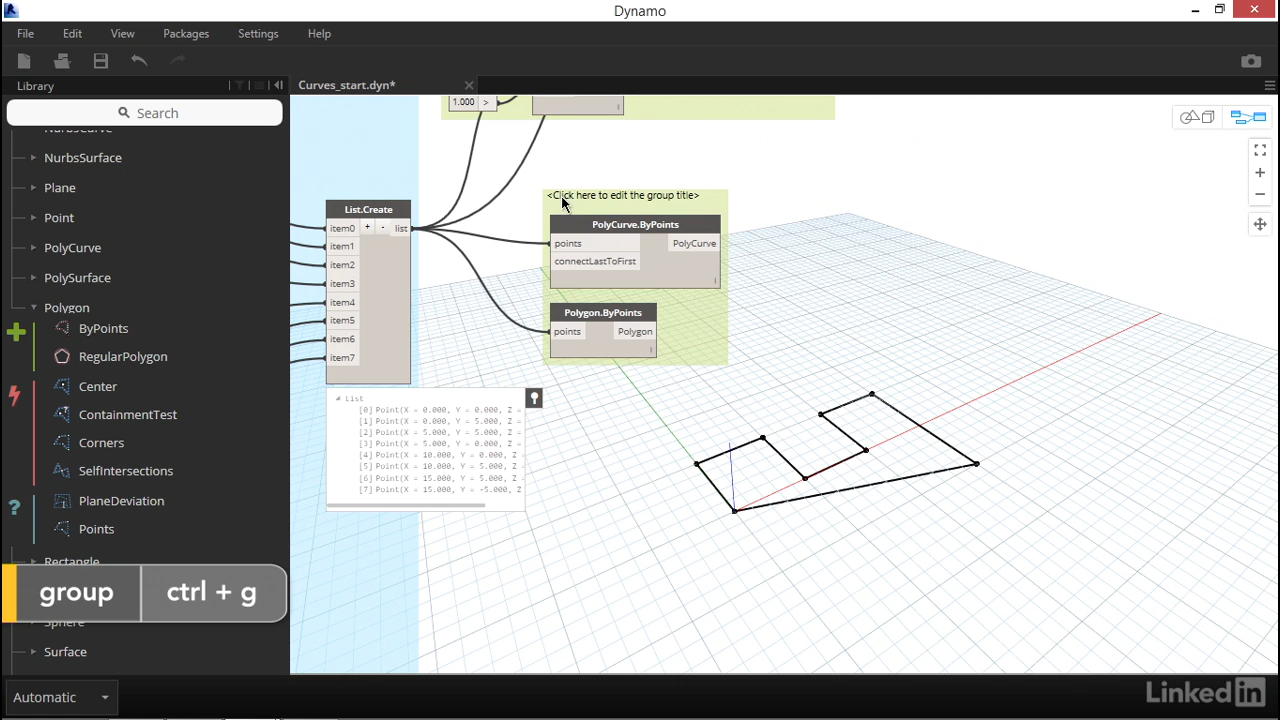 Dynamo
File Edit View Packages Settings Help
Library
Curves_start.dyn*
Search
NurbsCurve
NurbsSurface
Plane
Point
PolyCurve
PolySurface
Polygon
ByPoints
RegularPolygon
Center
ContainmentTest
Corners
SelfIntersections
PlaneDeviation
Points
Rectangle
group ctrl + g
Sphere
Surface
Automatic
1.000 >
List.Create
item0 + - list
item1
item2
item3
item4
item5
item6
item7
List
[0] Point(X = 0.000, Y = 0.000, Z =
[1] Point(X = 0.000, Y = 5.000, Z =
[2] Point(X = 5.000, Y = 5.000, Z =
[3] Point(X = 5.000, Y = 0.000, Z =
[4] Point(X = 10.000, Y = 0.000,
[5] Point(X = 10.000, Y = 5.000,
[6] Point(X = 15.000, Y = 5.000,
[7] Point(X = 15.000, Y = -5.000, Z
<Click here to edit the group title>
PolyCurve.ByPoints
points PolyCurve
connectLastToFirst
Polygon.ByPoints
points Polygon
Linked in